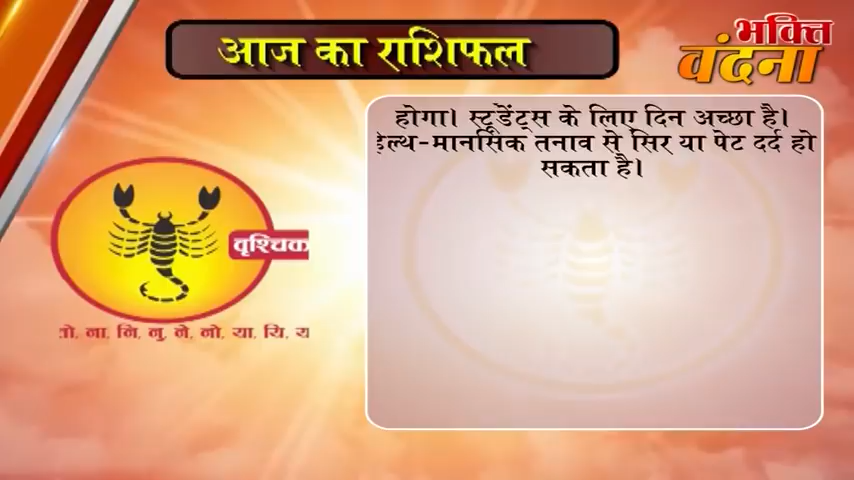 आज का राशिफल
भक्ति
वंदना
होगा। स्टूडेंट्स के लिए दिन अच्छा है।
हेल्थ-मानसिक तनाव से सिर या पेट दर्द हो
सकता है।
वृश्चिक
ना, नि, नु, ने, नो, या, यि,